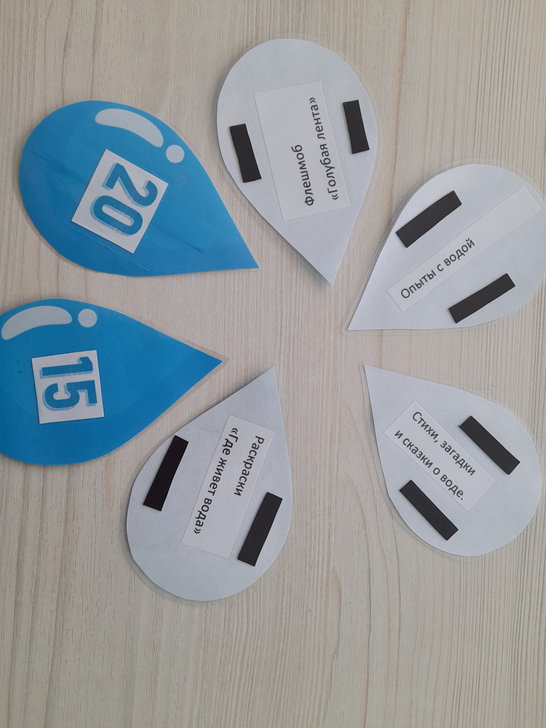 20
Флешмоб
«Голубая лента»
Опыты с водой
15
Раскраски
«Где живет вода»
Стихи, загадки
и сказки о воде.